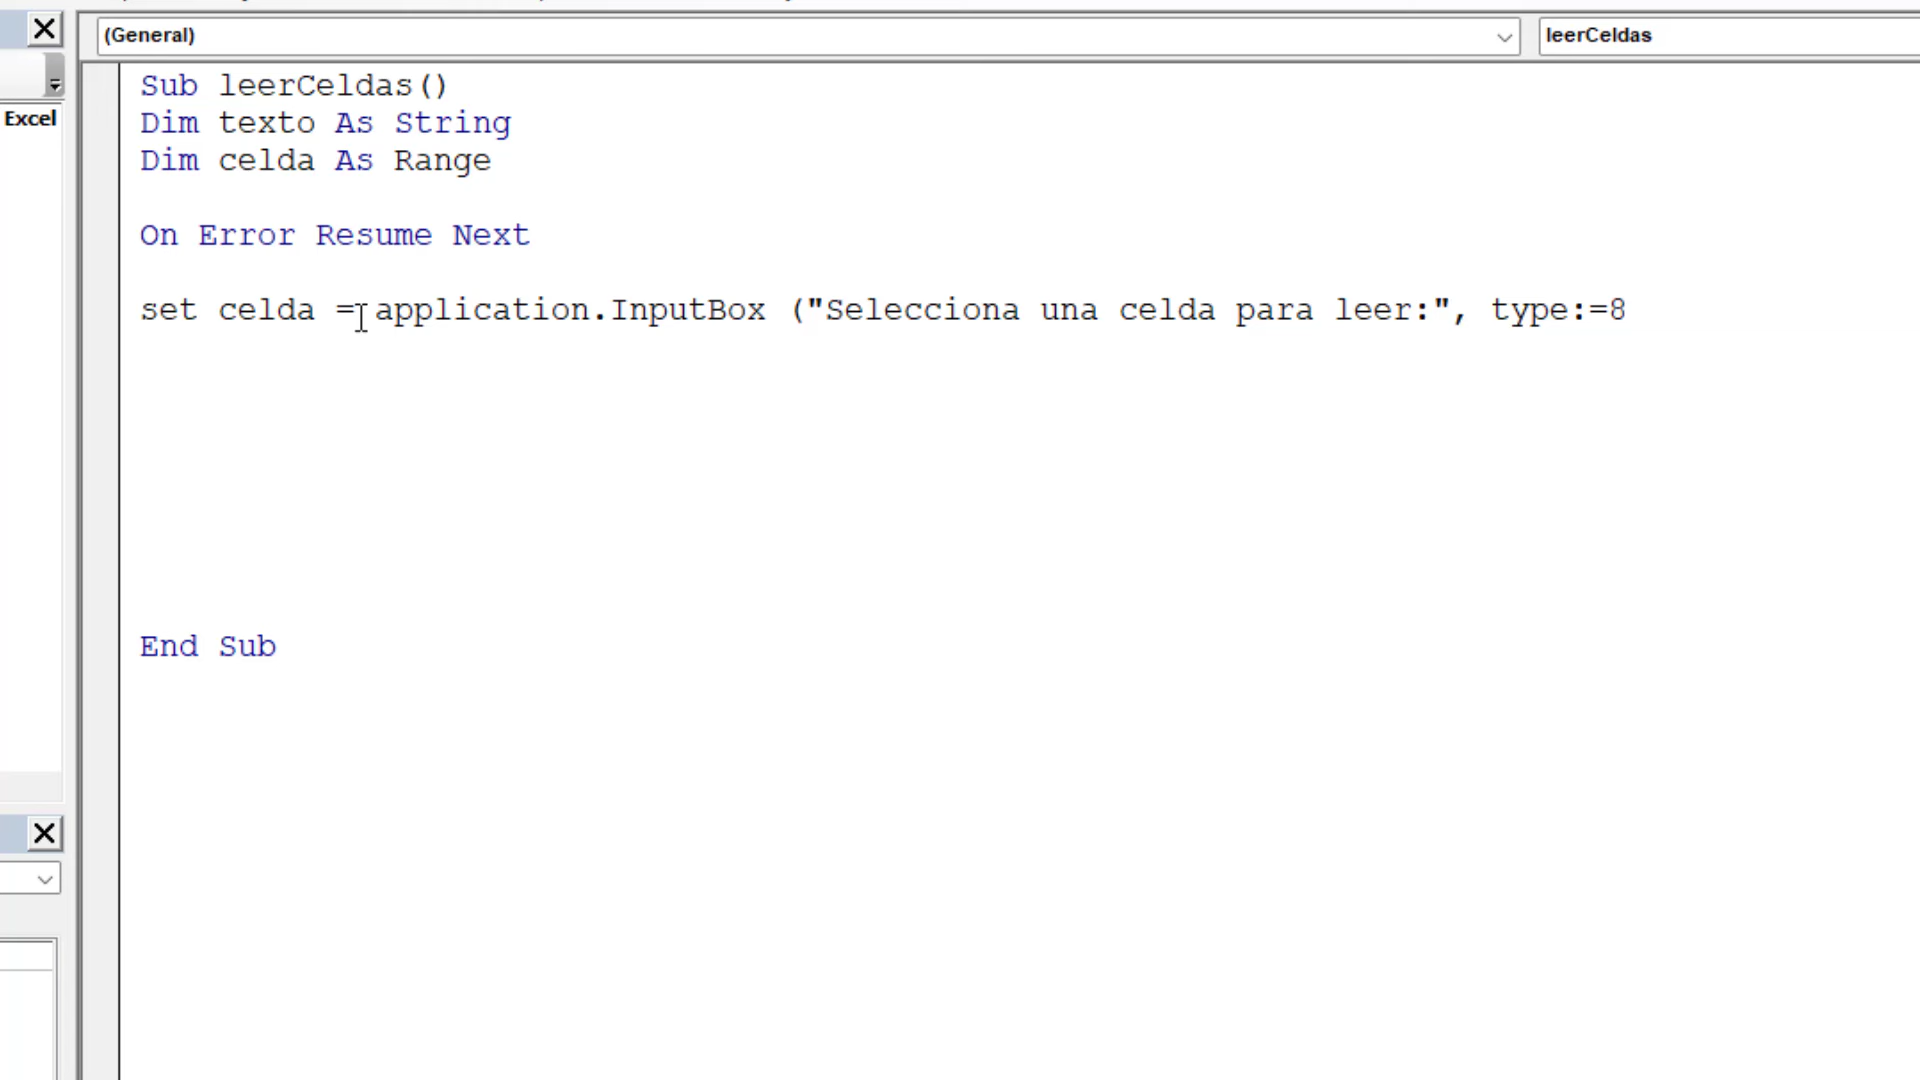 (General)
leerCeldas
Excel
Sub leerCeldas()
Dim texto As String
Dim celda As Range
On Error Resume Next
set celda = application.InputBox ("Selecciona una celda para leer:", type:=8
End Sub